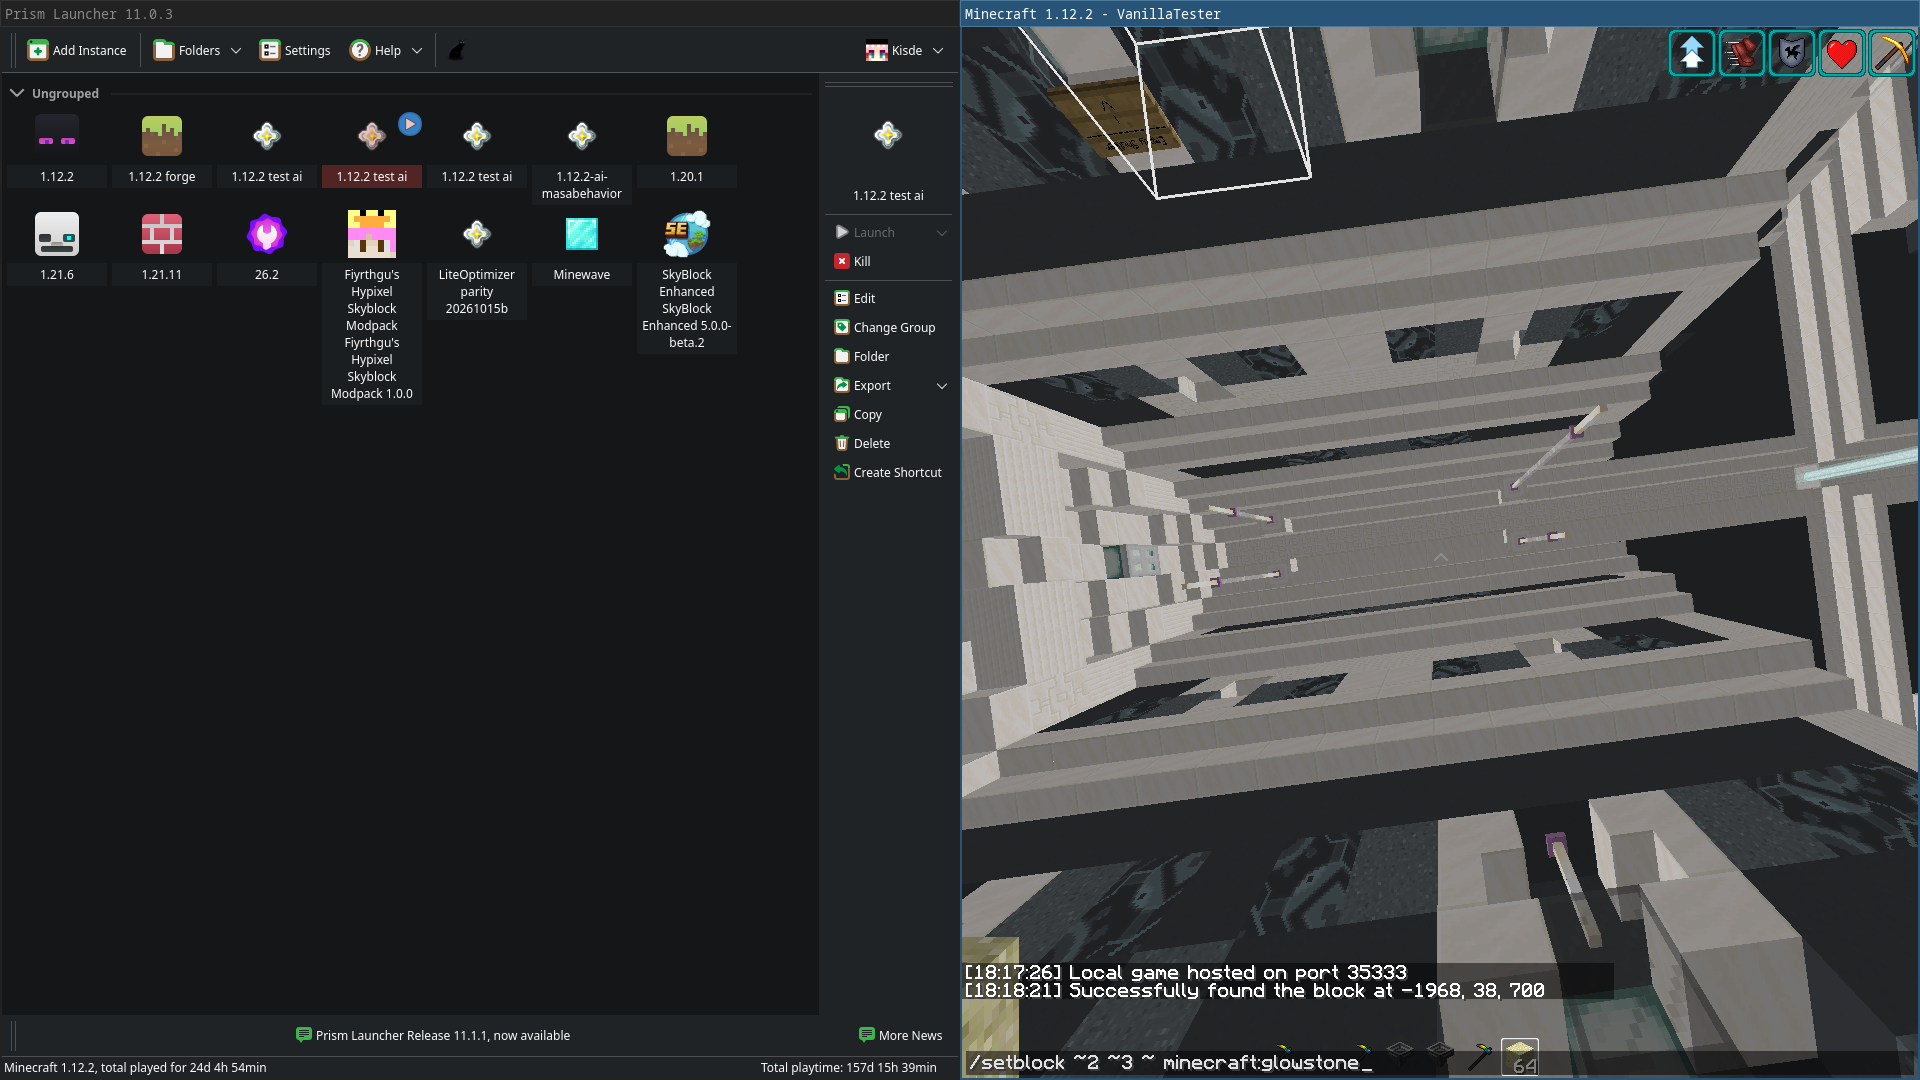 Prism Launcher 11.0.3
Add Instance
Folders
Settings
Help
Kisde
Ungrouped
1.12.2
1.12.2 forge
1.12.2 test ai
1.12.2 test ai
1.12.2 test ai
1.12.2-ai-
masabehavior
1.20.1
1.21.6
1.21.11
26.2
Fiyrthgu's
Hypixel
Skyblock
Modpack
Fiyrthgu's
Hypixel
Skyblock
Modpack 1.0.0
LiteOptimizer
parity
20261015b
Minewave
SE
SkyBlock
Enhanced
SkyBlock
Enhanced 5.0.0-
beta.2
1.12.2 test ai
Launch
Kill
Edit
Change Group
Folder
Export
Copy
Delete
Create Shortcut
Prism Launcher Release 11.1.1, now available
More News
Minecraft 1.12.2, total played for 24d 4h 54min
Total playtime: 157d 15h 39min
Minecraft 1.12.2 - VanillaTester
[18:17:26] Local game hosted on port 35333
[18:18:21] Successfully found the block at -1968, 38, 700
/setblock ~2 ~3 ~ minecraft:glowstone_
64